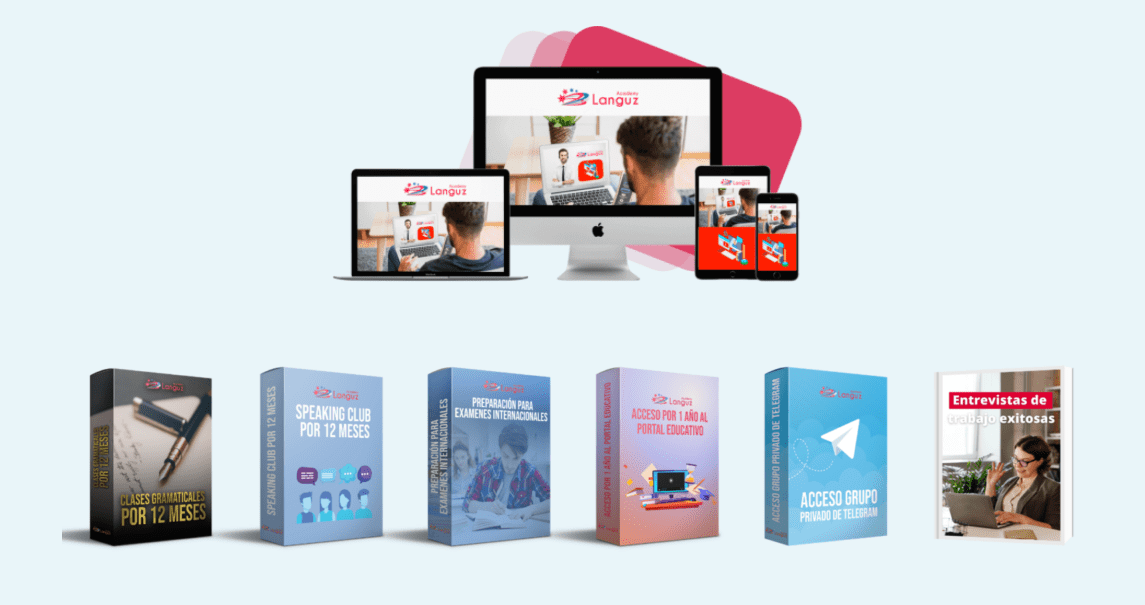 Academy
Languz
Academy
Languz
Languz
CLASES GRAMATICALES
POR 12 MESES
CLASES GRAMATICALES
POR 12 MESES
Languz
SPEAKING CLUB POR 12 MESES
SPEAKING CLUB
POR 12 MESES
Languz
PREPARACIÓN PARA
EXAMENES INTERNACIONALES
PREPARACIÓN PARA
EXAMENES INTERNACIONALES
Languz
ACCESO POR 1 AÑO AL PORTAL EDUCATIVO
ACCESO POR 1 AÑO AL
PORTAL EDUCATIVO
Languz
ACCESO GRUPO PRIVADO DE TELEGRAM
ACCESO GRUPO
PRIVADO DE TELEGRAM
Languz
Entrevistas de
trabajo exitosas